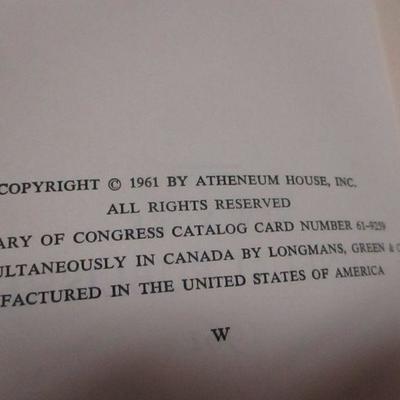 COPYRIGHT © 1961 BY ATHENEUM HOUSE, INC.
ALL RIGHTS RESERVED
ARY OF CONGRESS CATALOG CARD NUMBER 61-9259
ULTANEOUSLY IN CANADA BY LONGMANS, GREEN & C
FACTURED IN THE UNITED STATES OF AMERICA
W